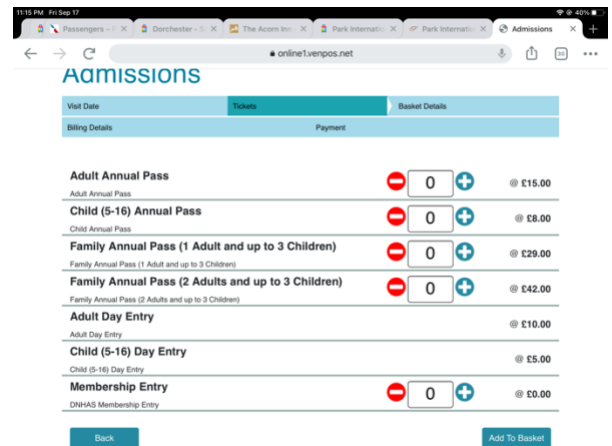 11:15 PM Fri Sep 17
40%
Passengers –
Dorchester –
The Acorn Inn
Park Internatio
Park Internation
Admissions
online1.venpos.net
Admissions
Visit Date
Tickets
Basket Details
Billing Details
Payment
Adult Annual Pass
Adult Annual Pass
0
@ £15.00
Child (5-16) Annual Pass
Child Annual Pass
0
@ £8.00
Family Annual Pass (1 Adult and up to 3 Children)
Family Annual Pass (1 Adult and up to 3 Children)
0
@ £29.00
Family Annual Pass (2 Adults and up to 3 Children)
Family Annual Pass (2 Adults and up to 3 Children)
0
@ £42.00
Adult Day Entry
Adult Day Entry
@ £10.00
Child (5-16) Day Entry
Child (5-16) Day Entry
@ £5.00
Membership Entry
DNHAS Membership Entry
0
@ £0.00
Back
Add To Basket